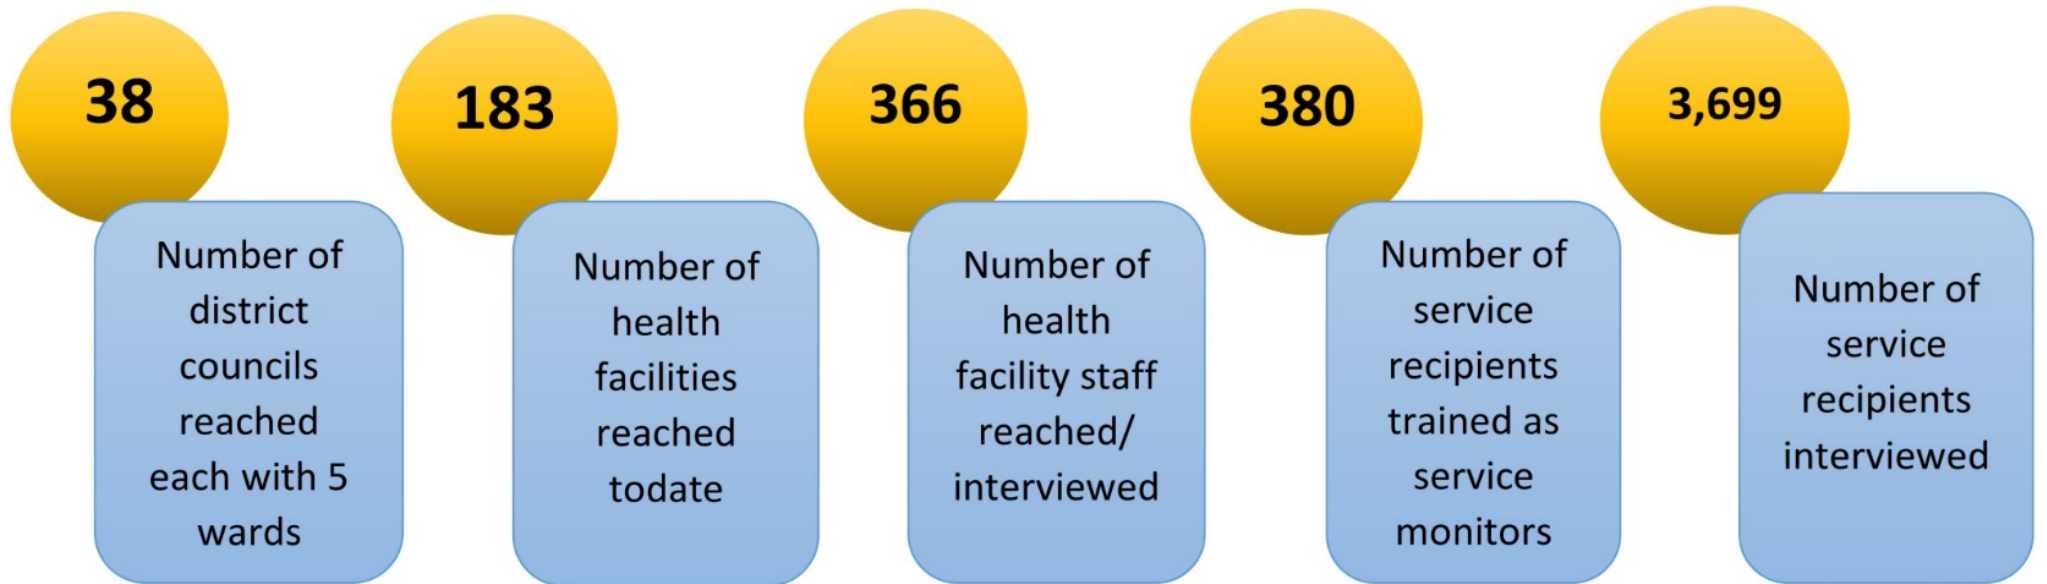 38
Number of
district
councils
reached
each with 5
wards
183
Number of
health
facilities
reached
todate
366
Number of
health
facility staff
reached/
interviewed
380
Number of
service
recipients
trained as
service
monitors
3,699
Number of
service
recipients
interviewed